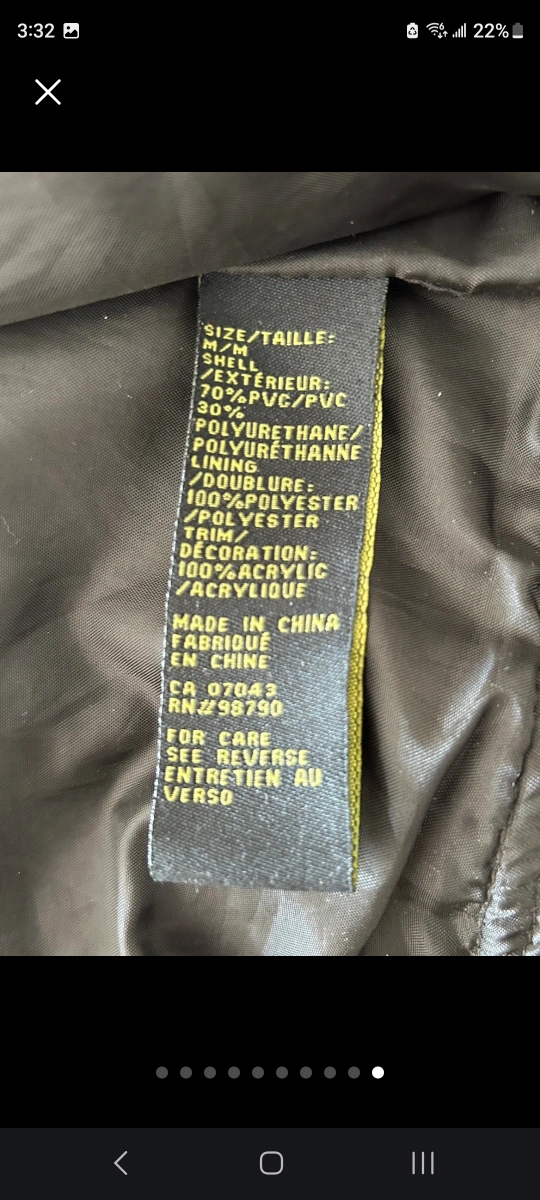 3:32
22%
SIZE/TAILLE:
M/M
SHELL
/EXTÉRIEUR:
70%PVC/PVC
30%
POLYURETHANE/
POLYURÉTHANNE
LINING
/DOUBLURE:
100%POLYESTER
/POLYESTER
TRIM/
DÉCORATION:
100%ACRYLIC
/ACRYLIQUE
MADE IN CHINA
FABRIQUÉ
EN CHINE
CA 07043
RN#98790
FOR CARE
SEE REVERSE
ENTRETIEN AU
VERSO